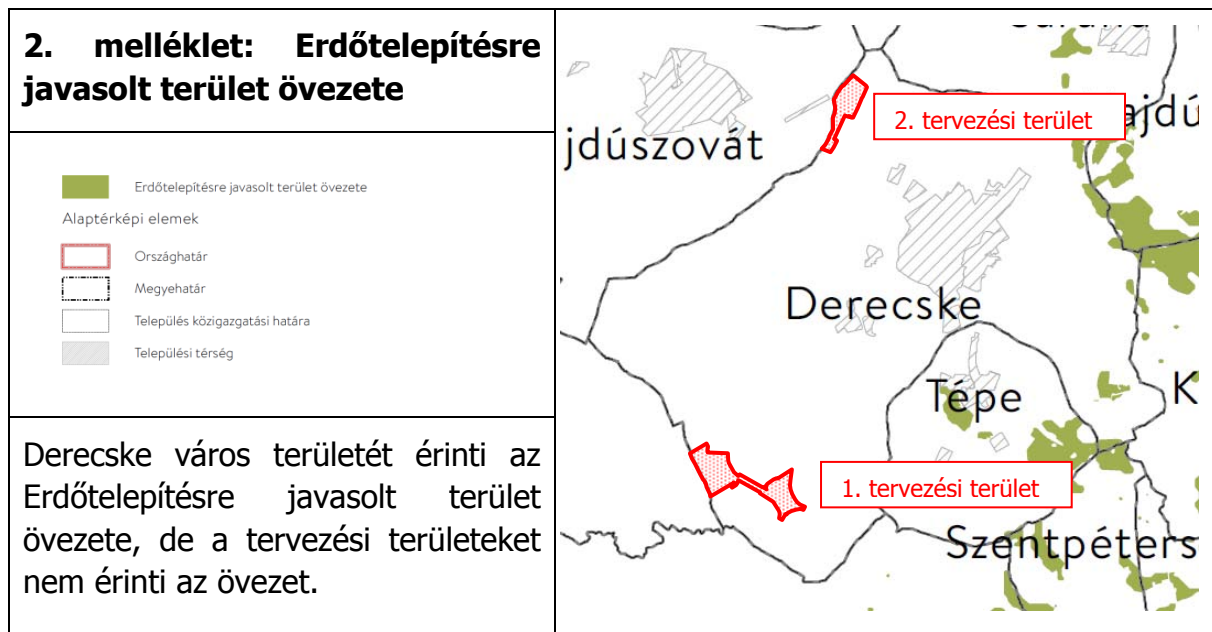 2. melléklet: Erdőtelepítésre
javasolt terület övezete
Erdőtelepítésre javasolt terület övezete
Alaptérképi elemek
Országhatár
Megyehatár
Település közigazgatási határa
Települési térség
Derecske város területét érinti az
Erdőtelepítésre javasolt terület
övezete, de a tervezési területeket
nem érinti az övezet.
2. tervezési terület
ajdú
jdúszovát
Derecske
Tépe
K
1. tervezési terület
Szentpéters